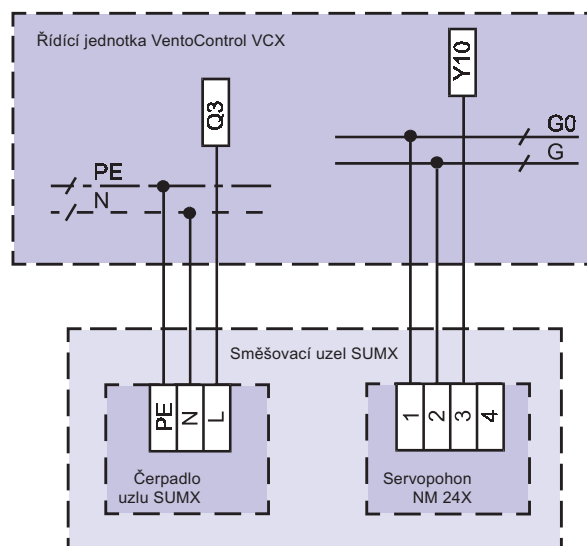 Řídící jednotka VentoControl VCX
Y10
Q3
G0
G
PE
N
Směšovací uzel SUMX
PE
N
L
1
2
3
4
Čerpadlo
uzlu SUMX
Servopohon
NM 24X